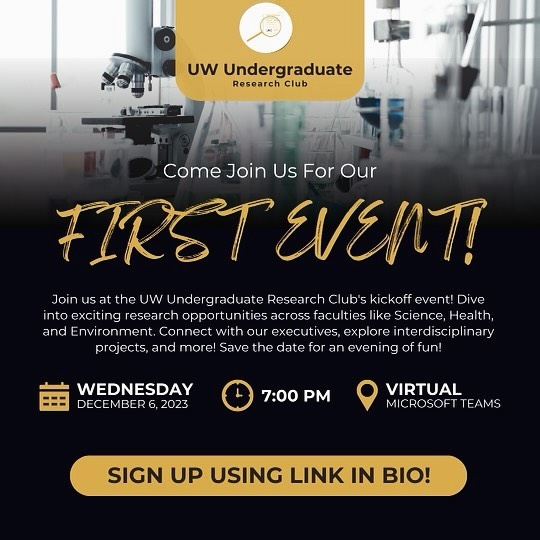 UW Undergraduate
Research Club
Come Join Us For Our
FIRST EVENT!
Join us at the UW Undergraduate Research Club's kickoff event! Dive
into exciting research opportunities across faculties like Science, Health,
and Environment. Connect with our executives, explore interdisciplinary
projects, and more! Save the date for an evening of fun!
WEDNESDAY
DECEMBER 6, 2023
7:00 PM
VIRTUAL
MICROSOFT TEAMS
SIGN UP USING LINK IN BIO!